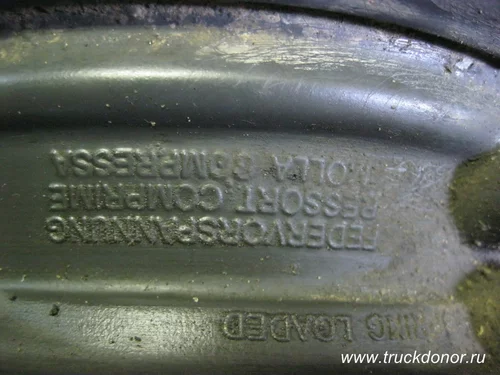 LOADED
FEDERVORSPANNUNG
RESSORT COMPRIME
MOLLA COMPRESSA
www.truckdonor.ru